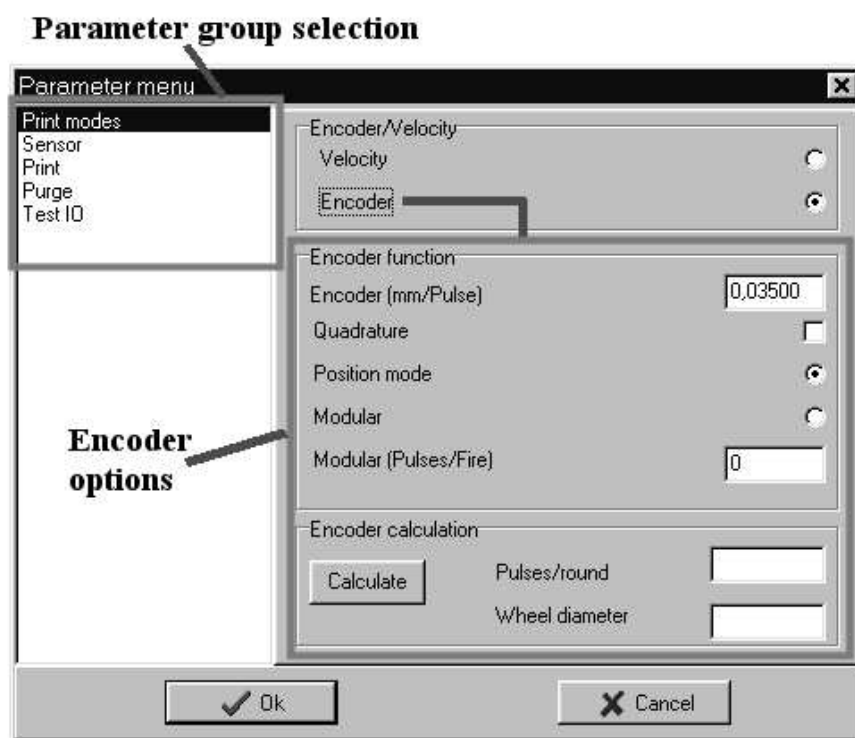 Parameter group selection
Parameter menu
Print modes
Sensor
Print
Purge
Test IO
Encoder/Velocity
Velocity
Encoder
Encoder function
Encoder (mm/Pulse) 0,03500
Quadrature
Position mode
Modular
Modular (Pulses/Fire) 0
Encoder options
Encoder calculation
Calculate
Pulses/round
Wheel diameter
Ok
Cancel